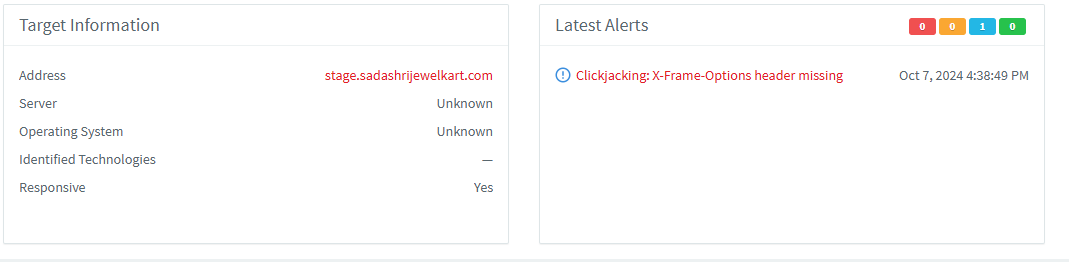 Target Information
Address stage.sadashrijewelkart.com
Server Unknown
Operating System Unknown
Identified Technologies —
Responsive Yes
Latest Alerts 0 0 1 0
Clickjacking: X-Frame-Options header missing Oct 7, 2024 4:38:49 PM